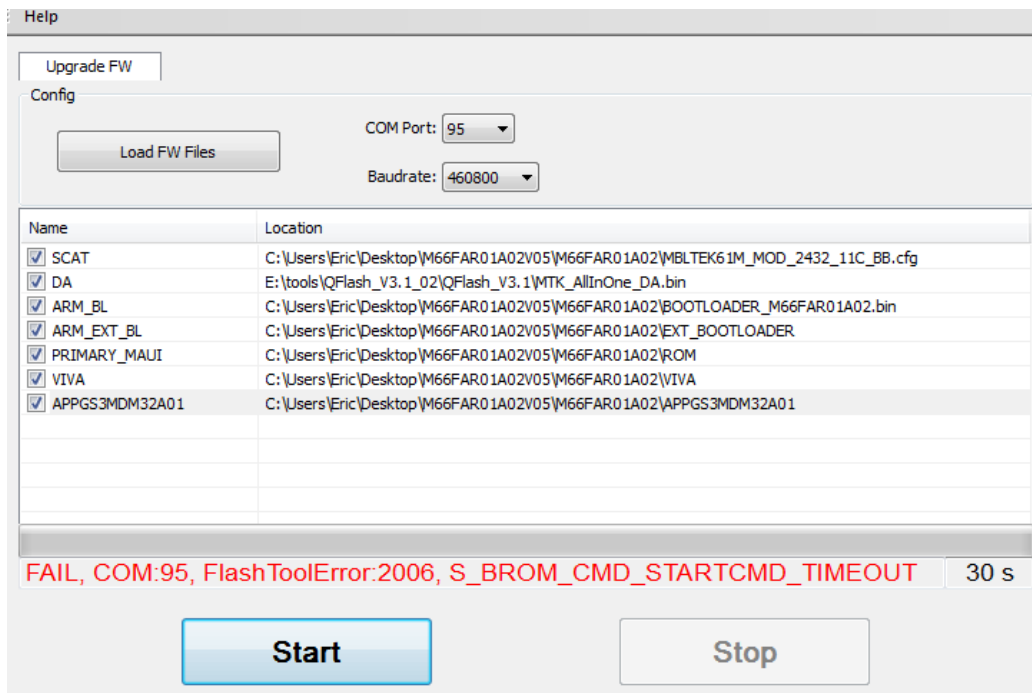 Help
Upgrade FW
Config
Load FW Files
COM Port: 95
Baudrate: 460800
Name Location
SCAT C:\Users\Eric\Desktop\M66FAR01A02V05\M66FAR01A02\MBLTEK61M_MOD_2432_11C_BB.cfg
DA E:\tools\QFlash_V3.1_02\QFlash_V3.1\MTK_AllInOne_DA.bin
ARM_BL C:\Users\Eric\Desktop\M66FAR01A02V05\M66FAR01A02\BOOTLOADER_M66FAR01A02.bin
ARM_EXT_BL C:\Users\Eric\Desktop\M66FAR01A02V05\M66FAR01A02\EXT_BOOTLOADER
PRIMARY_MAUI C:\Users\Eric\Desktop\M66FAR01A02V05\M66FAR01A02\ROM
VIVA C:\Users\Eric\Desktop\M66FAR01A02V05\M66FAR01A02\VIVA
APPGS3MDM32A01 C:\Users\Eric\Desktop\M66FAR01A02V05\M66FAR01A02\APPGS3MDM32A01
FAIL, COM:95, FlashToolError:2006, S_BROM_CMD_STARTCMD_TIMEOUT 30 s
Start Stop